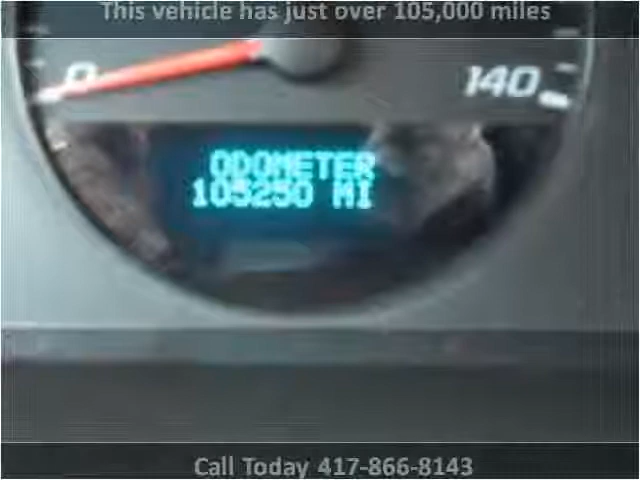 This vehicle has just over 105,000 miles
0 140
ODOMETER
105250 MI
Call Today 417-866-8143